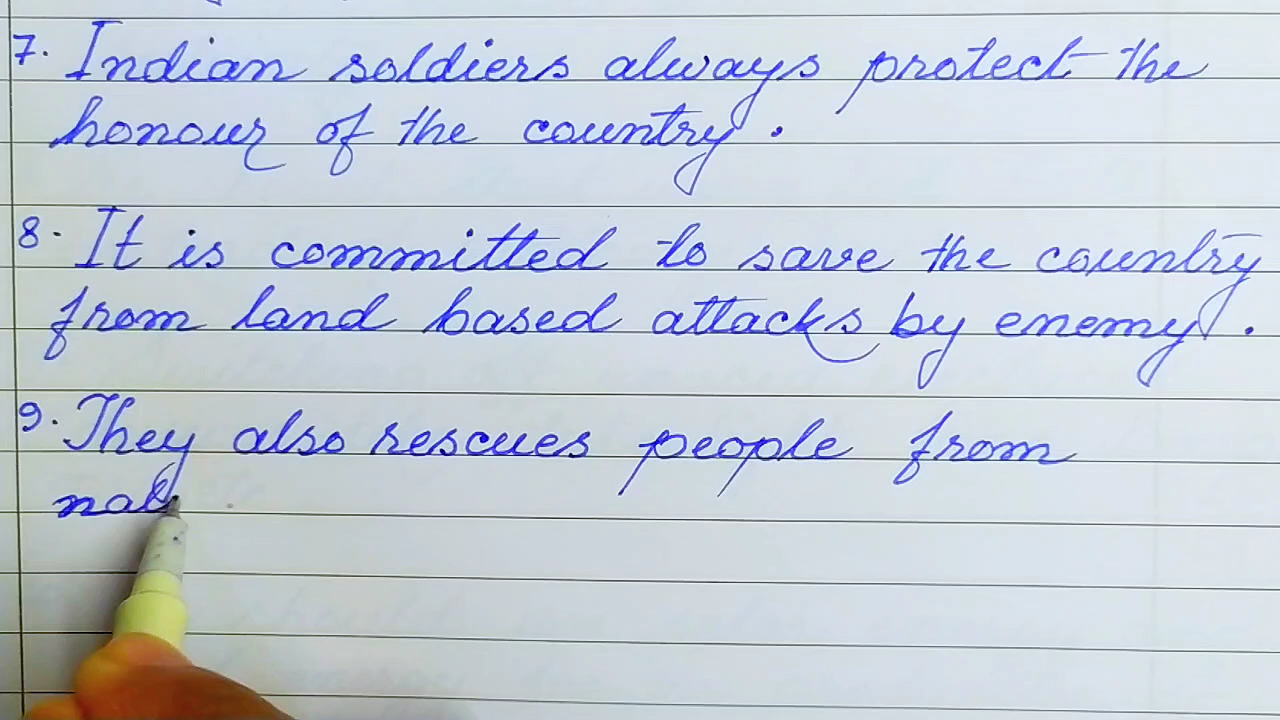 7. Indian soldiers always protect the
honour of the country.
8. It is committed to save the country
from land based attacks by enemy.
9. They also rescues people from